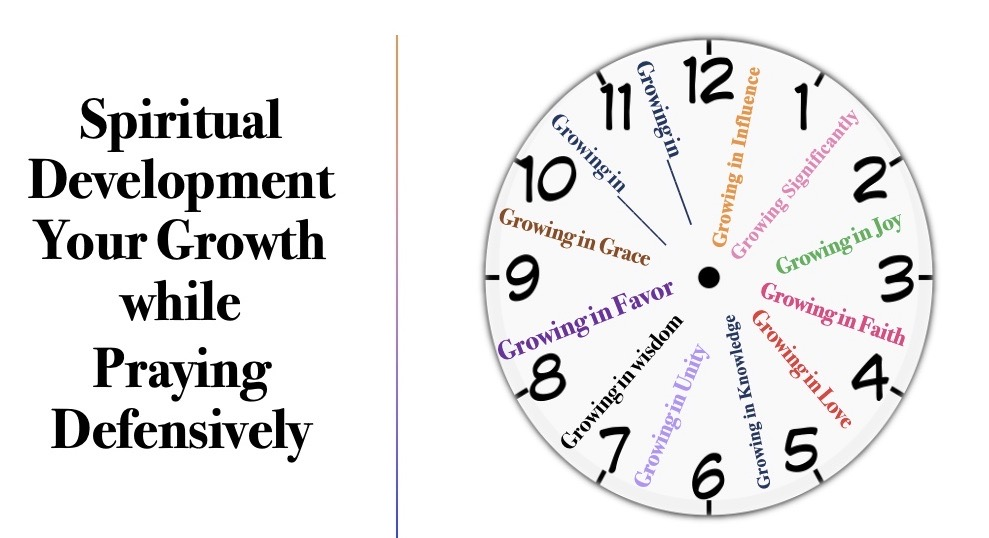 Spiritual
Development
Your Growth
while
Praying
Defensively
12
Growing in Influence
1
Growing Significantly
2
Growing in Joy
3
Growing in Faith
4
Growing in Love
5
Growing in Knowledge
6
Growing in Unity
7
Growing in wisdom
8
Growing in Favor
9
Growing in Grace
10
Growing in
11
Growing in